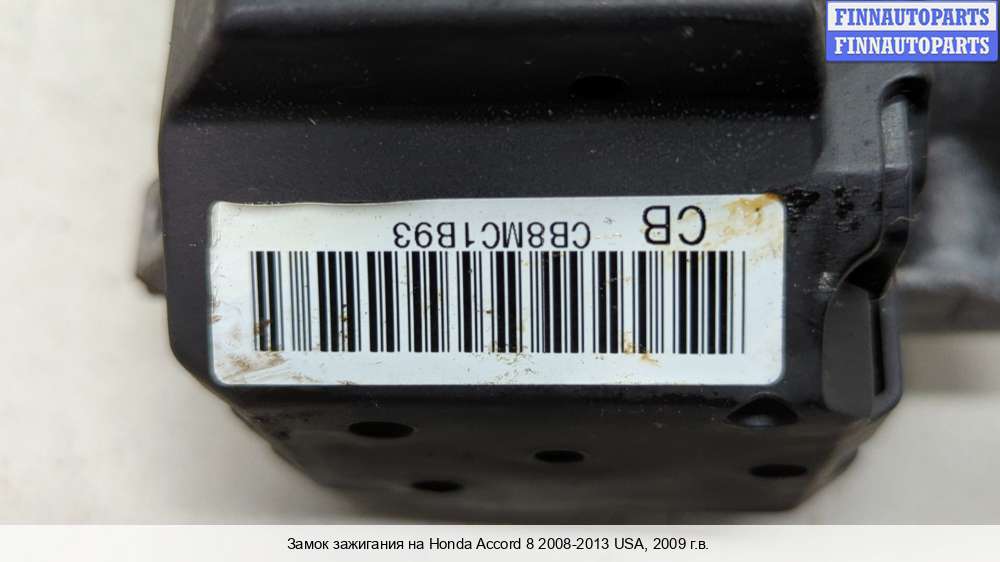 FINNAUTOPARTS
FINNAUTOPARTS
CB CB8MC1B93
Замок зажигания на Honda Accord 8 2008-2013 USA, 2009 г.в.